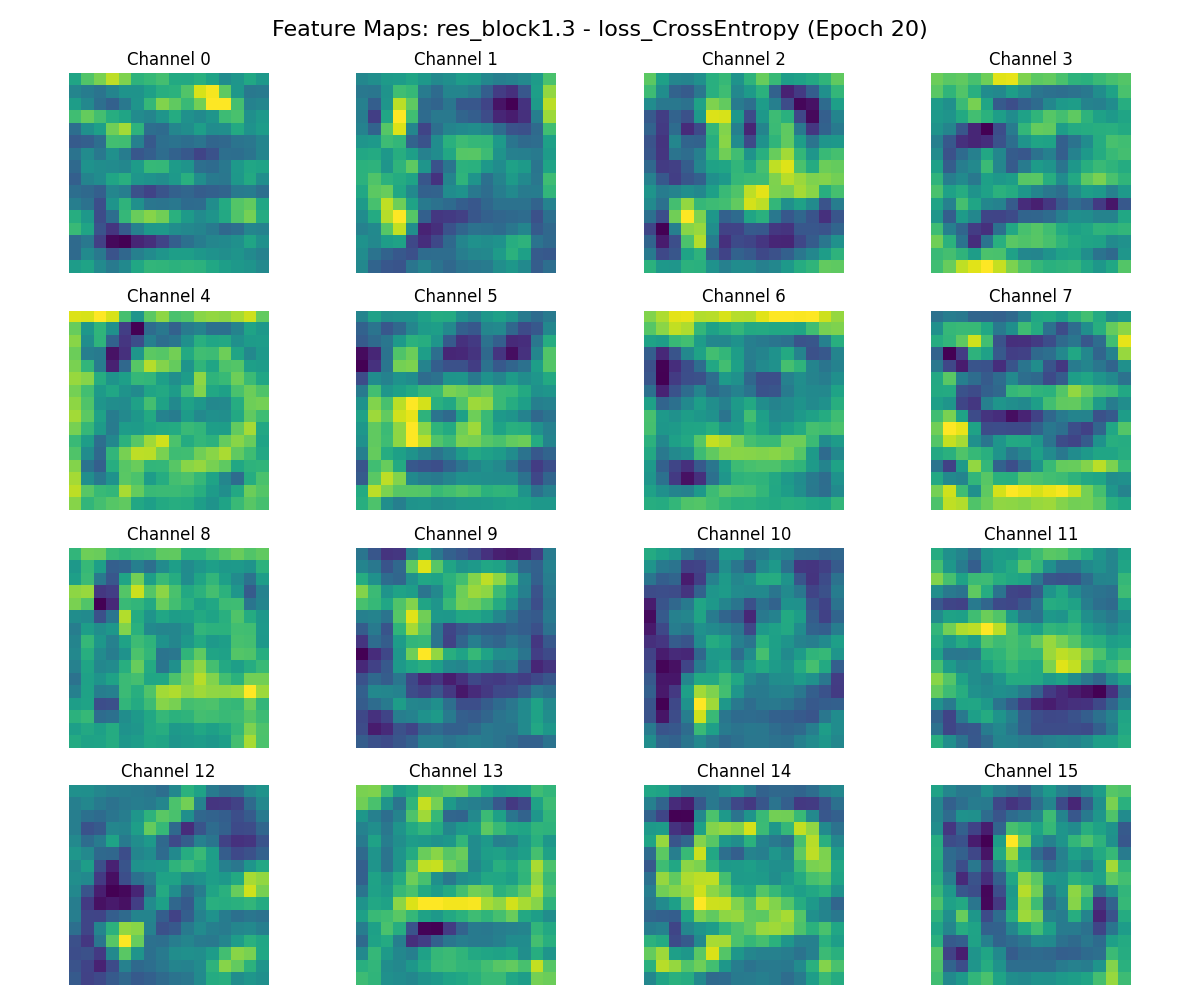 Feature Maps: res_block1.3 - loss_CrossEntropy (Epoch 20)
Channel 0
Channel 1
Channel 2
Channel 3
Channel 4
Channel 5
Channel 6
Channel 7
Channel 8
Channel 9
Channel 10
Channel 11
Channel 12
Channel 13
Channel 14
Channel 15